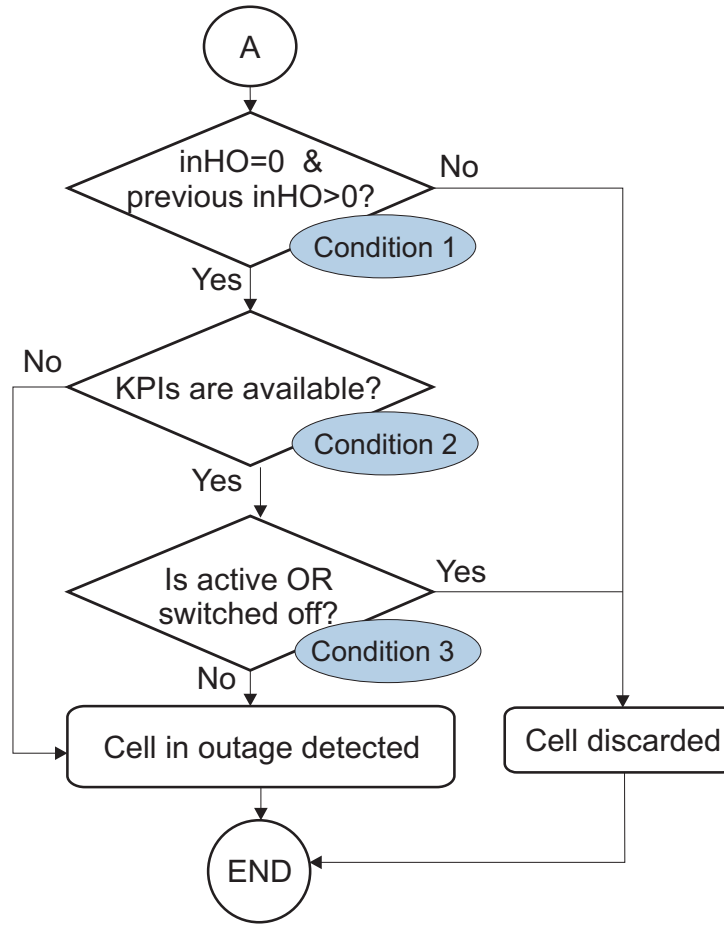 A
inHO=0 &
previous inHO>0?
No
Condition 1
Yes
No
KPIs are available?
Condition 2
Yes
Is active OR
switched off?
Yes
Condition 3
No
Cell in outage detected
Cell discarded
END